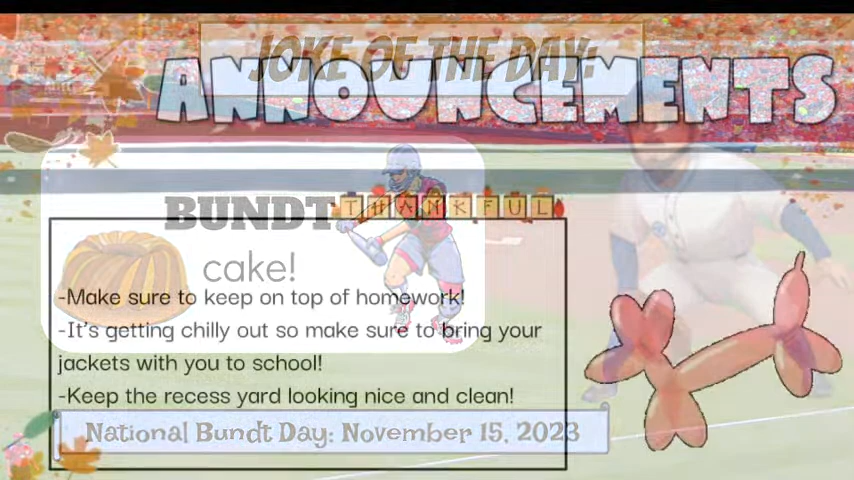 JOKE OF THE DAY:
ANNOUNCEMENTS
BUNDT
THANKFUL
cake!
-Make sure to keep on top of homework!
-It's getting chilly out so make sure to bring your
jackets with you to school!
-Keep the recess yard looking nice and clean!
National Bundt Day: November 15, 2023